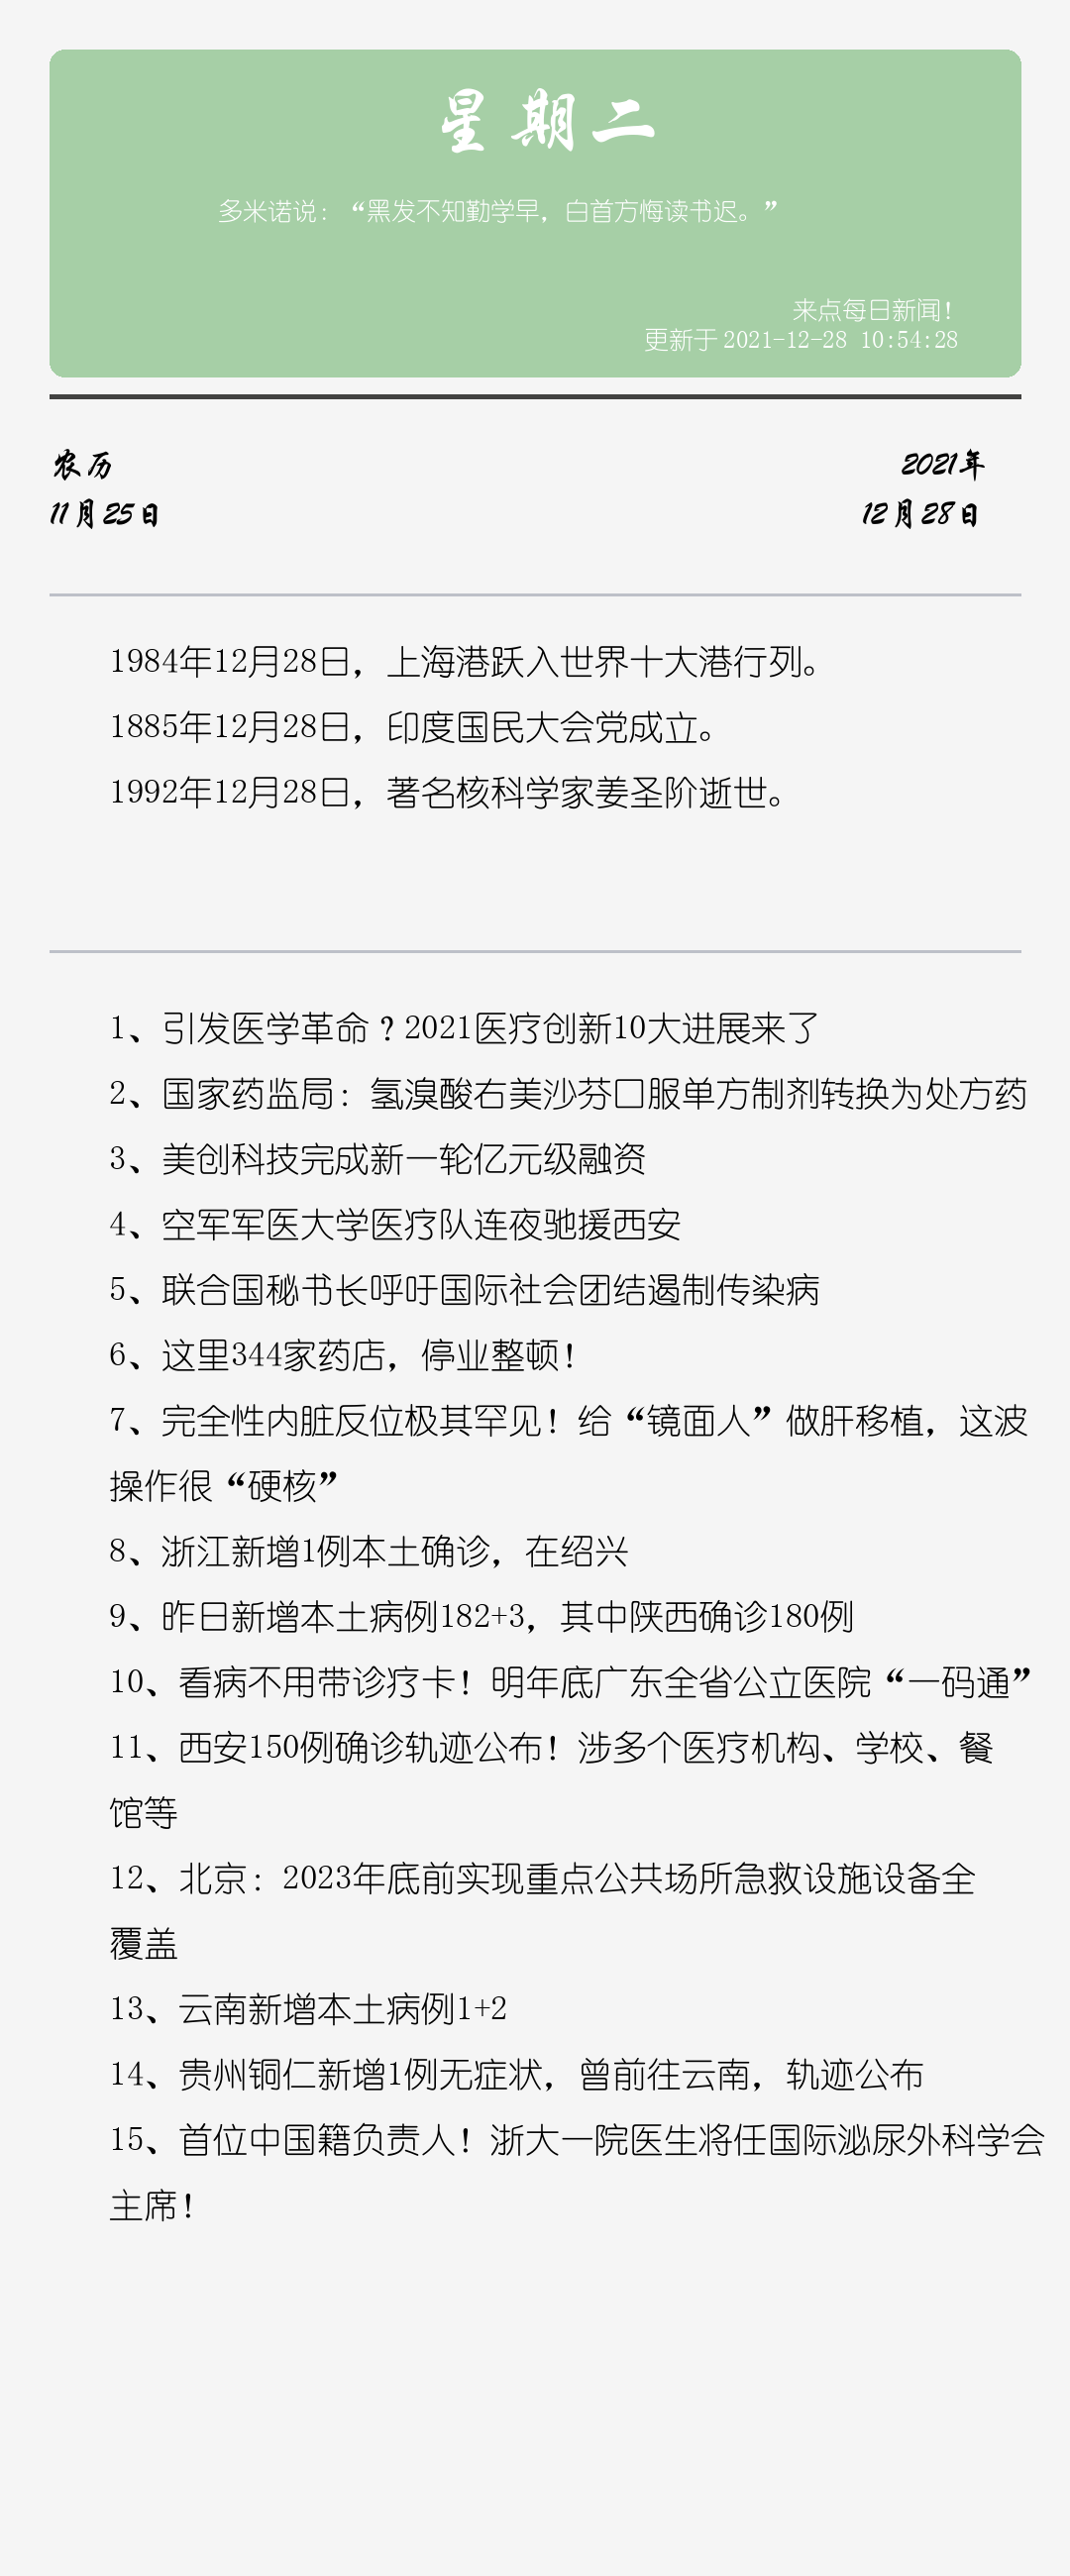 星期二
多米诺说：“黑发不知勤学早，白首方悔读书迟。”
来点每日新闻！
更新于2021-12-28 10:54:28
农历
2021年
11月25日
12月28日
1984年12月28日，上海港跃入世界十大港行列。
1885年12月28日，印度国民大会党成立。
1992年12月28日，著名核科学家姜圣阶逝世。
1、引发医学革命？2021医疗创新10大进展来了
2、国家药监局：氢溴酸右美沙芬口服单方制剂转换为处方药
3、美创科技完成新一轮亿元级融资
4、空军军医大学医疗队连夜驰援西安
5、联合国秘书长呼吁国际社会团结遏制传染病
6、这里344家药店，停业整顿！
7、完全性内脏反位极其罕见！给“镜面人”做肝移植，这波
操作很“硬核”
8、浙江新增1例本土确诊，在绍兴
9、昨日新增本土病例182+3，其中陕西确诊180例
10、看病不用带诊疗卡！明年底广东全省公立医院“一码通”
11、西安150例确诊轨迹公布！涉多个医疗机构、学校、餐
馆等
12、北京：2023年底前实现重点公共场所急救设施设备全
覆盖
13、云南新增本土病例1+2
14、贵州铜仁新增1例无症状，曾前往云南，轨迹公布
15、首位中国籍负责人！浙大一院医生将任国际泌尿外科学会
主席！